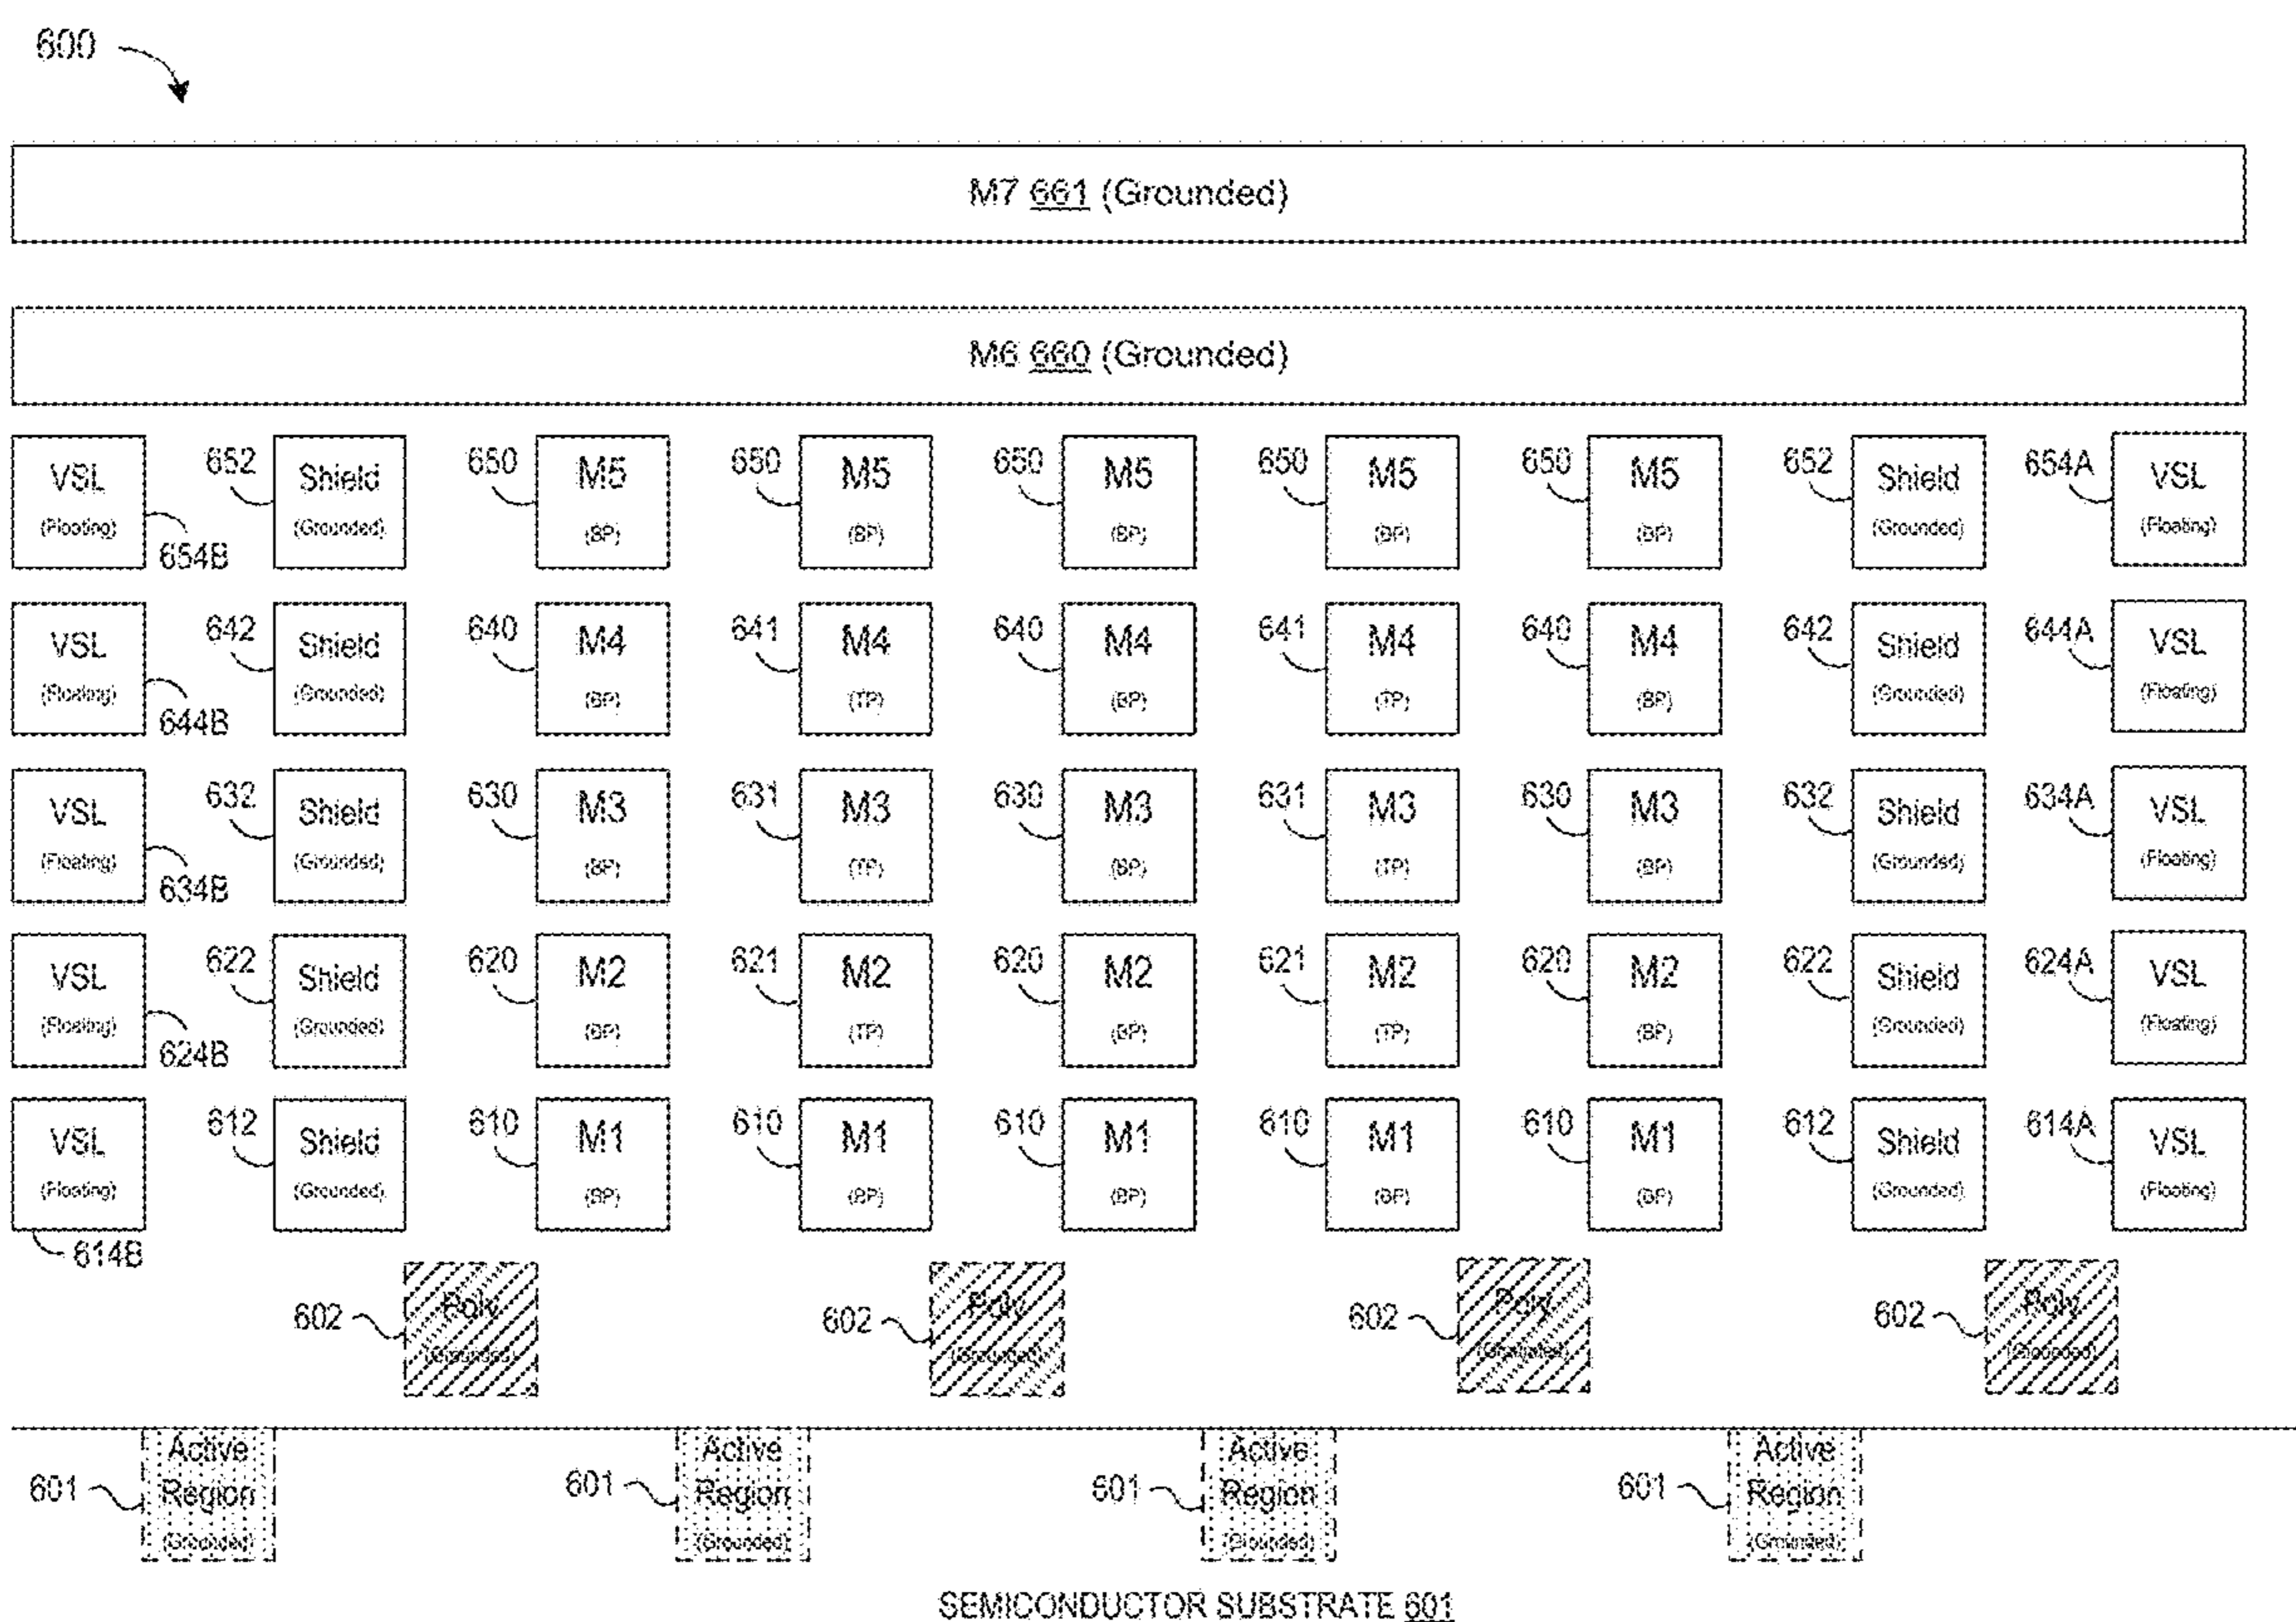 600
M7 661 (Grounded)
M6 660 (Grounded)
652 650 650 650 650 650 652 654A
VSL Shield M5 M5 M5 M5 M5 Shield VSL
(Floating) (Grounded) (BP) (BP) (BP) (BP) (BP) (Grounded) (Floating)
654B
642 640 641 640 641 640 642 644A
VSL Shield M4 M4 M4 M4 M4 Shield VSL
(Floating) (Grounded) (BP) (TP) (BP) (TP) (BP) (Grounded) (Floating)
644B
632 630 631 630 631 630 632 634A
VSL Shield M3 M3 M3 M3 M3 Shield VSL
(Floating) (Grounded) (BP) (TP) (BP) (TP) (BP) (Grounded) (Floating)
634B
622 620 621 620 621 620 622 624A
VSL Shield M2 M2 M2 M2 M2 Shield VSL
(Floating) (Grounded) (BP) (TP) (BP) (TP) (BP) (Grounded) (Floating)
624B
612 610 610 610 610 610 612 614A
VSL Shield M1 M1 M1 M1 M1 Shield VSL
(Floating) (Grounded) (BP) (BP) (BP) (BP) (BP) (Grounded) (Floating)
614B
602 Poly 602 Poly 602 Poly 602 Poly
(Grounded) (Grounded) (Grounded) (Grounded)
Active Active Active Active
601 Region 601 Region 601 Region 601 Region
(Grounded) (Grounded) (Grounded) (Grounded)
SEMICONDUCTOR SUBSTRATE 601